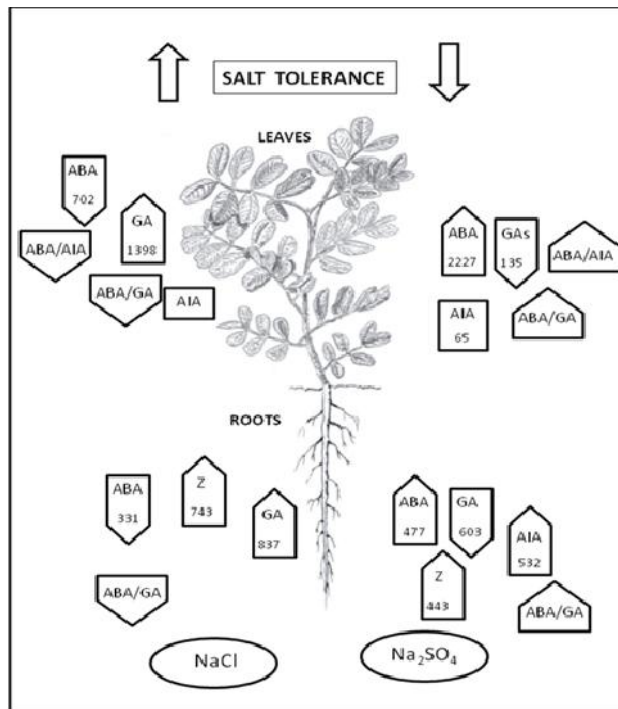 SALT TOLERANCE
LEAVES
ABA
702
GA
1398
ABA/AIA
ABA/GA
AIA
ABA
2227
GAs
135
ABA/AIA
AIA
65
ABA/GA
ROOTS
ABA
331
Z
743
GA
837
ABA/GA
ABA
477
GA
603
AIA
532
Z
443
ABA/GA
NaCl
Na₂SO₄